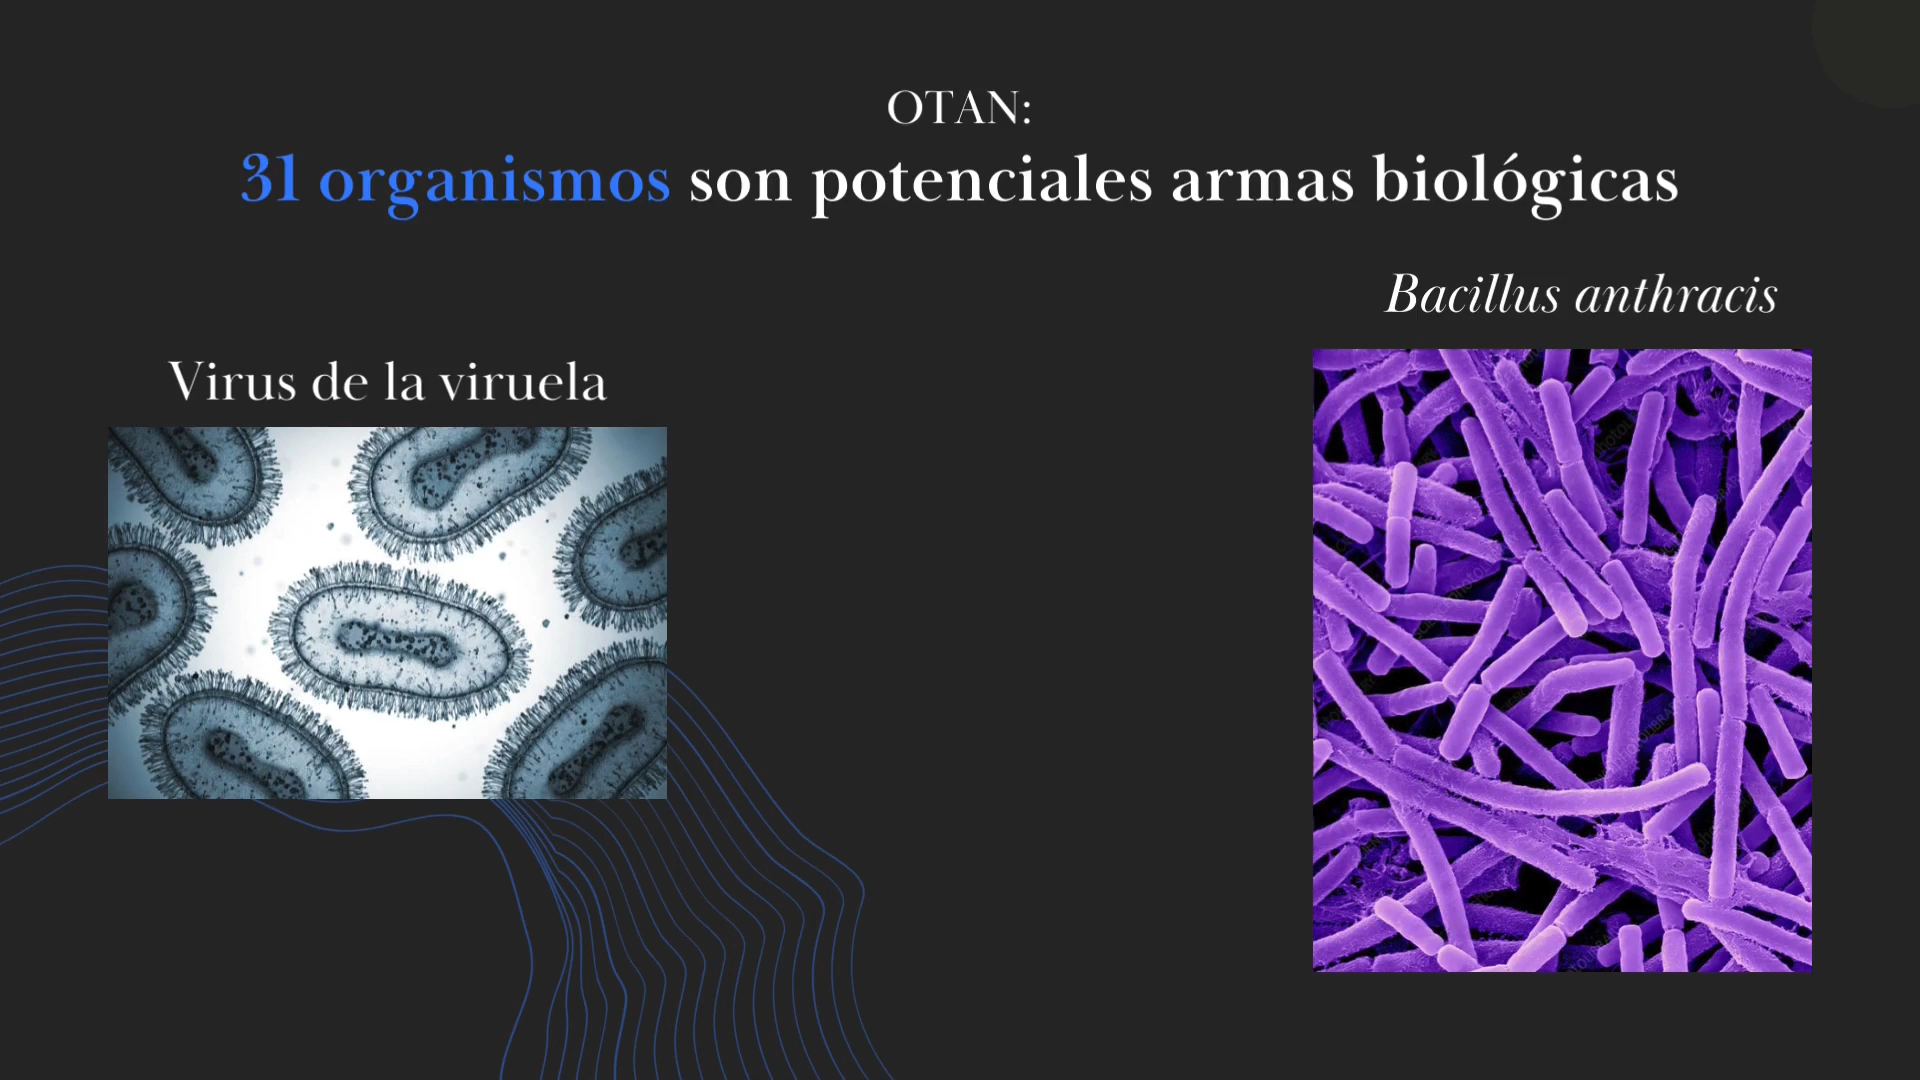 OTAN:
31 organismos son potenciales armas biológicas
Bacillus anthracis
Virus de la viruela